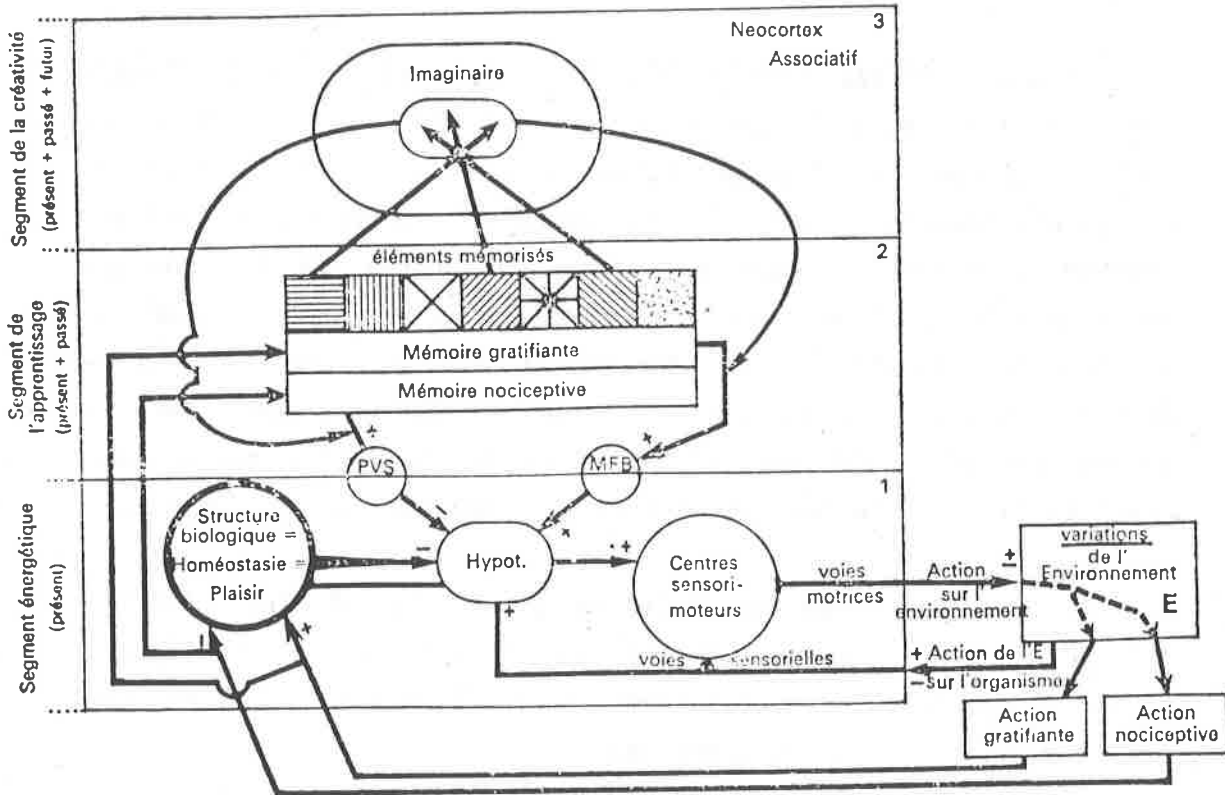 3
Neocortex
Associatif
Imaginaire
Segment de la créativité
(présent + passé + futur)
2
éléments mémorisés
Mémoire gratifiante
Mémoire nociceptive
Segment de
l'apprentissage
(présent + passé)
+
+
PVS
MFB
1
Structure
biologique =
Homéostasie =
Plaisir
−
−
+
Hypot.
+
+
Centres
sensori-
moteurs
voies
motrices
Action
sur l'
environnement
±
variations
de l'
Environnement
E
Segment énergétique
(présent)
−
+
voies sensorielles
+ Action de l'E
− sur l'organisme
Action
gratifiante
Action
nociceptive